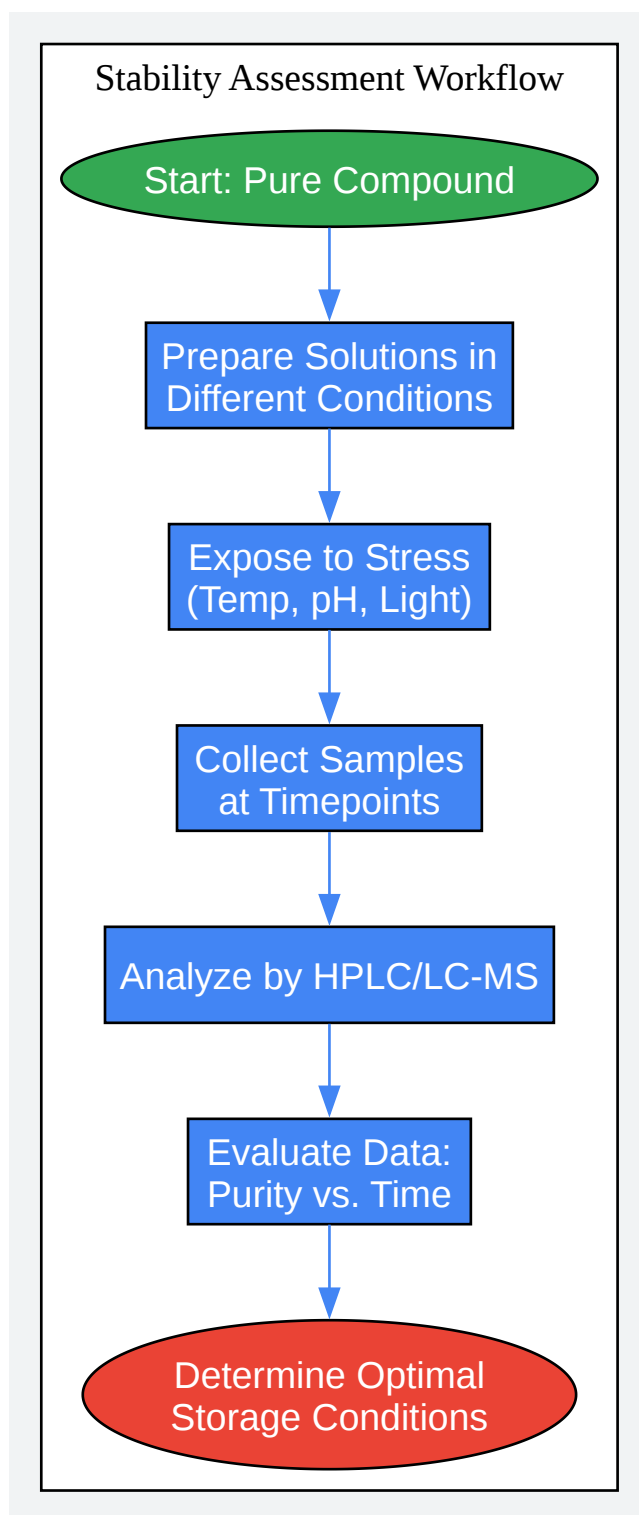 Stability Assessment Workflow
Start: Pure Compound
Prepare Solutions in
Different Conditions
Expose to Stress
(Temp, pH, Light)
Collect Samples
at Timepoints
Analyze by HPLC/LC-MS
Evaluate Data:
Purity vs. Time
Determine Optimal
Storage Conditions